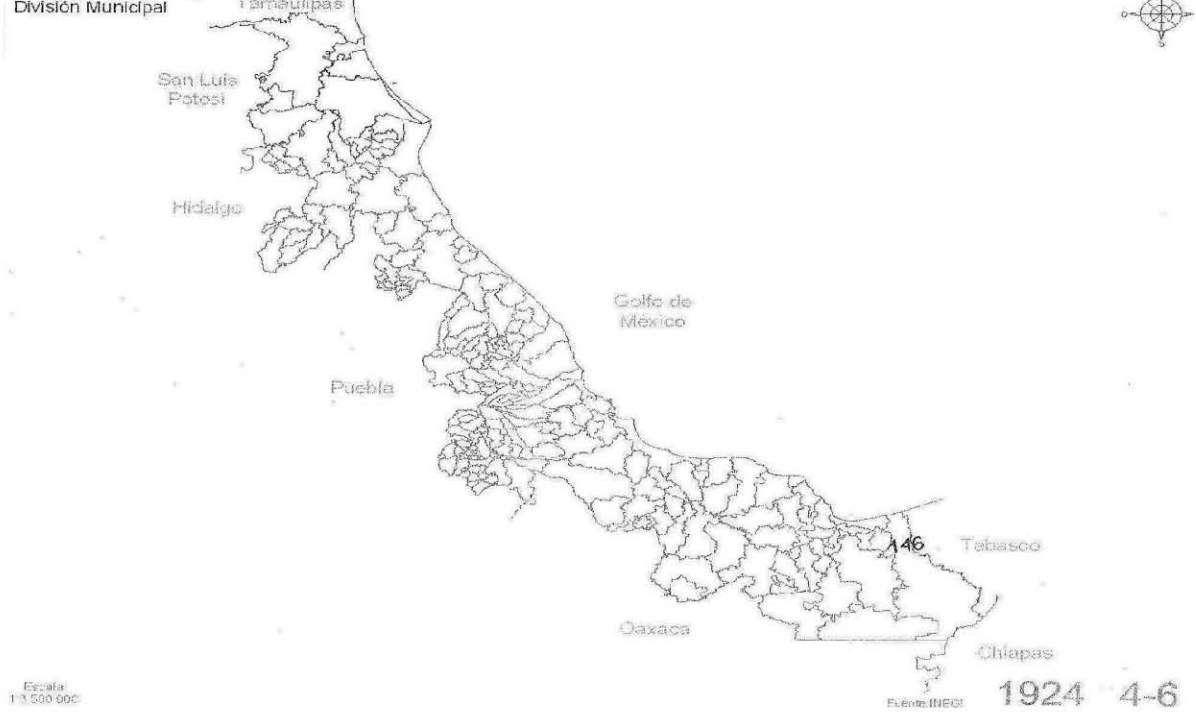 División Municipal
Tamaulipas
San Luis
Potosí
Hidalgo
Golfo de
México
Puebla
146
Tabasco
Oaxaca
Chiapas
Escala
1:3 500 000
Fuente:INEGI
1924 4-6